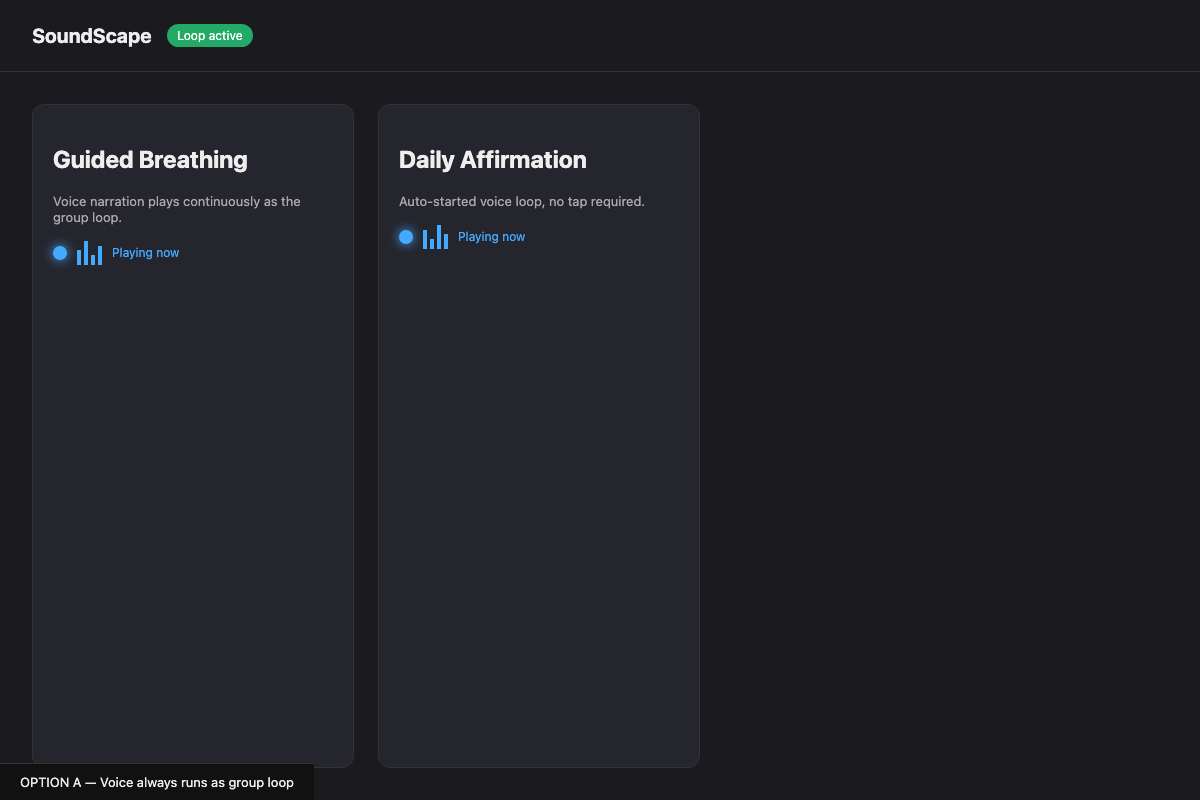 SoundScape
Loop active
Guided Breathing
Voice narration plays continuously as the
group loop.
Playing now
Daily Affirmation
Auto-started voice loop, no tap required.
Playing now
OPTION A — Voice always runs as group loop